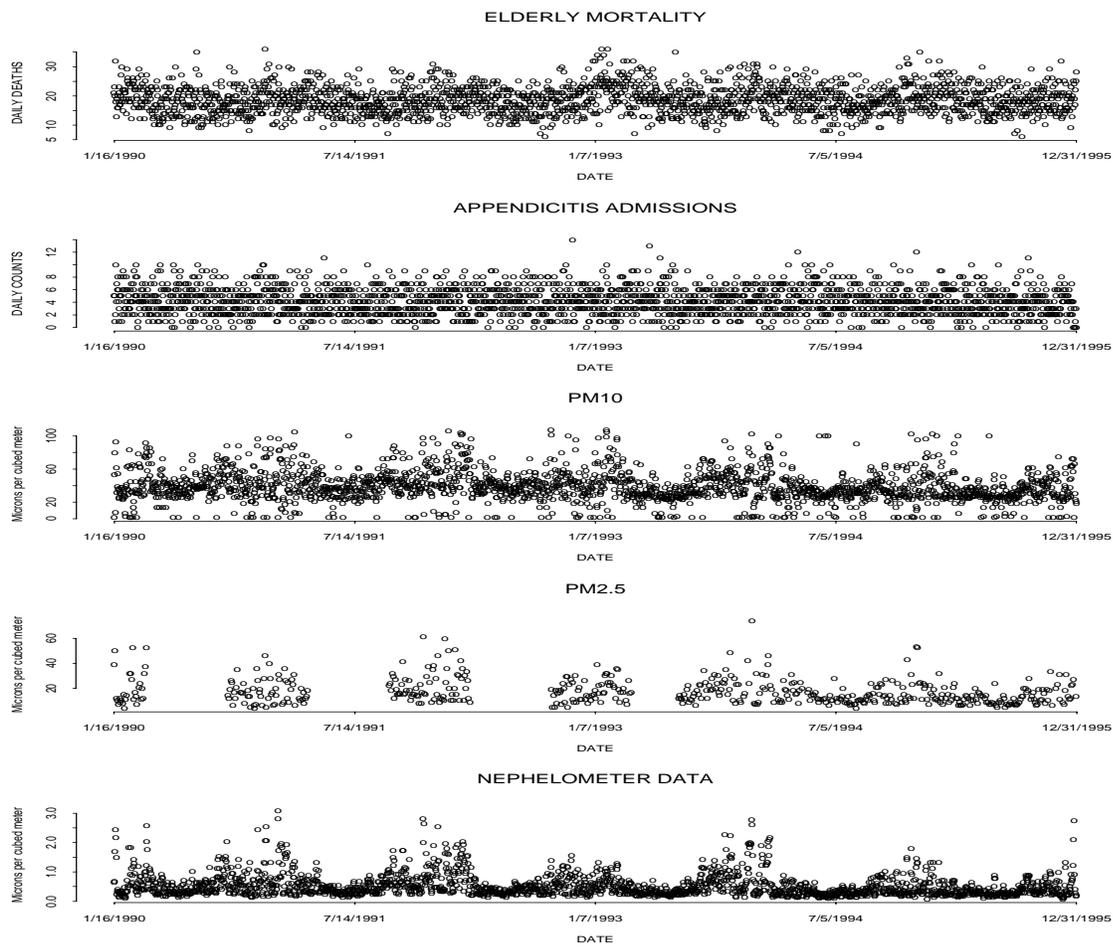 ELDERLY MORTALITY
DAILY DEATHS
5 10 20 30
1/16/1990 7/14/1991 1/7/1993 7/5/1994 12/31/1995
DATE
APPENDICITIS ADMISSIONS
DAILY COUNTS
0 2 4 6 8 12
1/16/1990 7/14/1991 1/7/1993 7/5/1994 12/31/1995
DATE
PM10
Microns per cubed meter
0 20 60 100
1/16/1990 7/14/1991 1/7/1993 7/5/1994 12/31/1995
DATE
PM2.5
Microns per cubed meter
20 40 60
1/16/1990 7/14/1991 1/7/1993 7/5/1994 12/31/1995
DATE
NEPHELOMETER DATA
Microns per cubed meter
0.0 1.0 2.0 3.0
1/16/1990 7/14/1991 1/7/1993 7/5/1994 12/31/1995
DATE